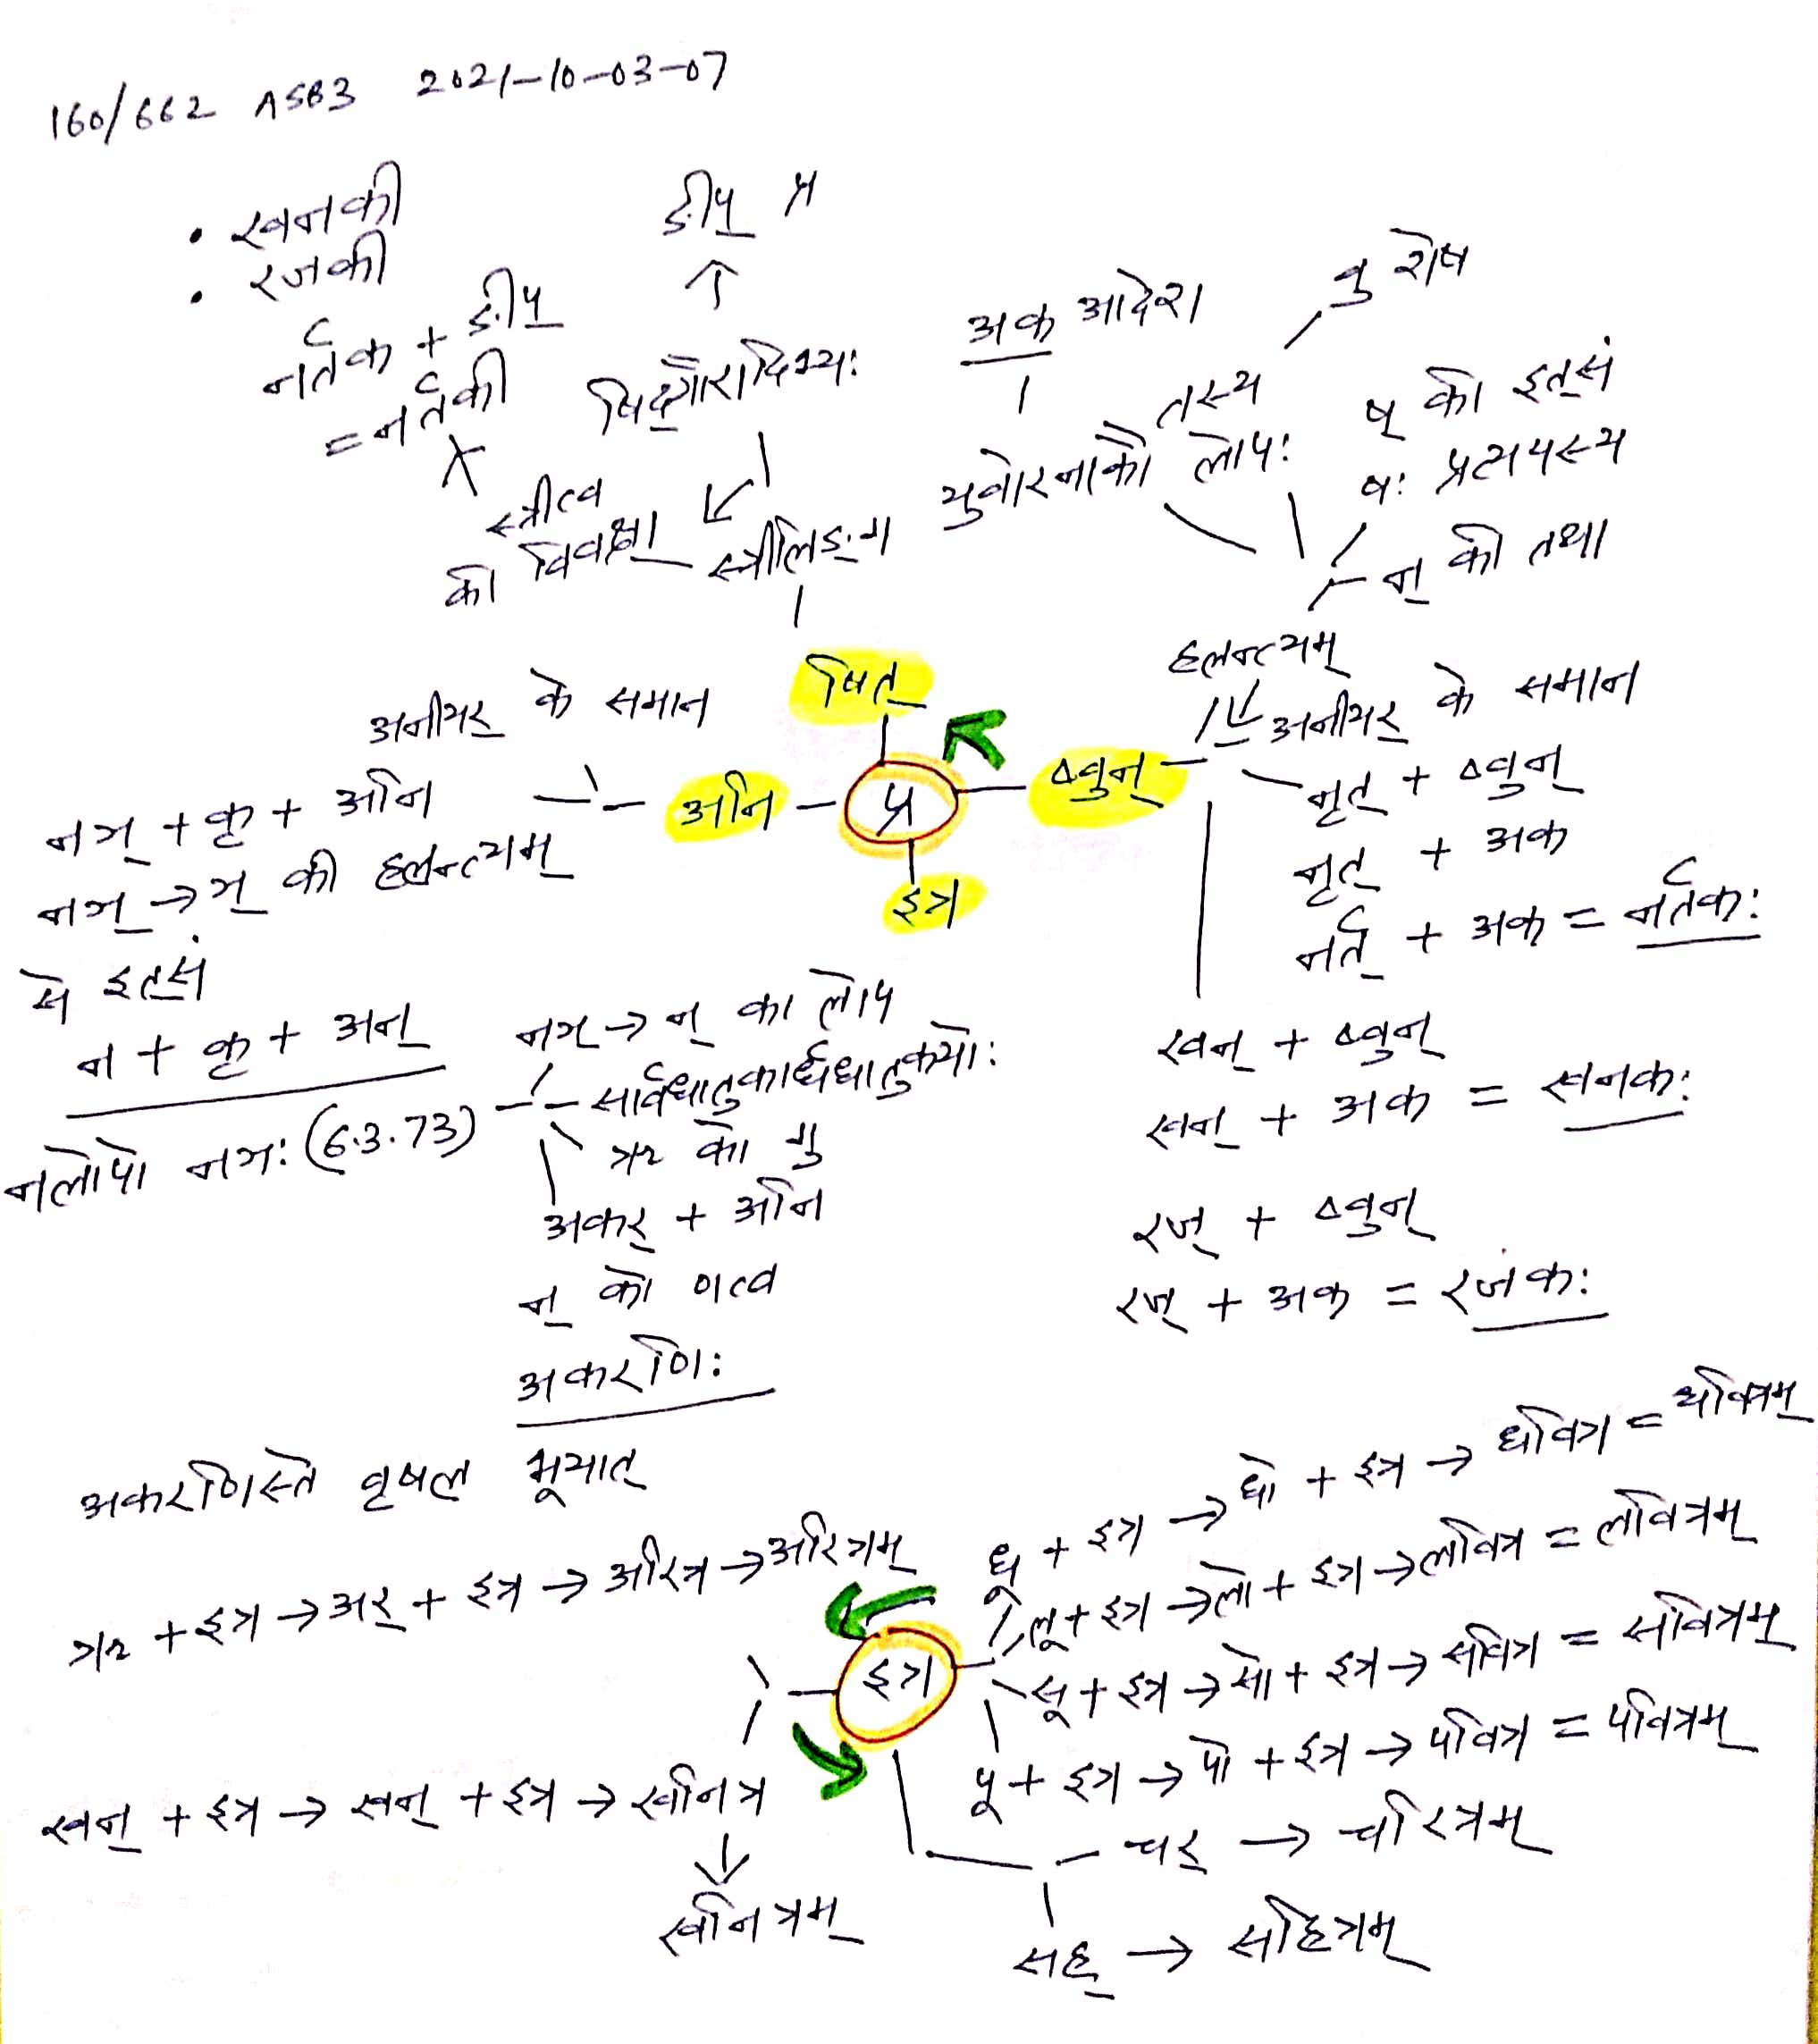 160/662 ASB3 2021-10-03-07
• खनकी
• रजकी
नर्तक + ङीष्
= नर्तकी
ङीष् प्र
षिद्गौरादिभ्यः
स्त्रीत्व
की विवक्षा
स्त्रीलिङ्ग
अक आदेश
युवोरनाकौ
तस्य
लोपः
वु शेष
ष् की इत्सं
षः प्रत्ययस्य
न् की तथा
हलन्त्यम्
षित्
अनि - प्र - ष्वुन्
इत्र
अनीयर् के समान
नञ् + कृ + अनि
नञ् → ञ् की हलन्त्यम्
से इत्सं
न + कृ + अन्
नलोपो नञः (6.3.73)
नञ् → न् का लोप
सार्वधातुकार्धधातुकयोः
ऋ को गु
अकर् + अनि
न् को णत्व
अकरणिः
अकरणिस्ते वृषल भूयात्
अनीयर् के समान
नृत् + ष्वुन्
नृत् + अक
नर्त् + अक = नर्तकः
खन् + ष्वुन्
खन् + अक = खनकः
रज् + ष्वुन्
रज् + अक = रजकः
इत्र
धू + इत्र → धो + इत्र → धवित्र = धवित्रम्
लू + इत्र → लो + इत्र → लवित्र = लवित्रम्
सू + इत्र → सो + इत्र → सवित्र = सवित्रम्
पू + इत्र → पो + इत्र → पवित्र = पवित्रम्
चर् → चरित्रम्
सह् → सहित्रम्
ऋ + इत्र → अर् + इत्र → अरित्र → अरित्रम्
खन् + इत्र → खन् + इत्र → खनित्र
↓
खनित्रम्